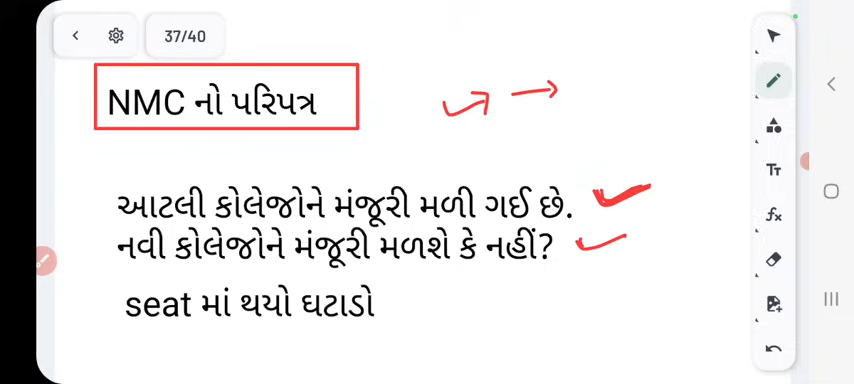 37/40
NMC નો પરિપત્ર
આટલી કોલેજોને મંજૂરી મળી ગઈ છે.
નવી કોલેજોને મંજૂરી મળશે કે નહીં?
seat માં થયો ઘટાડો